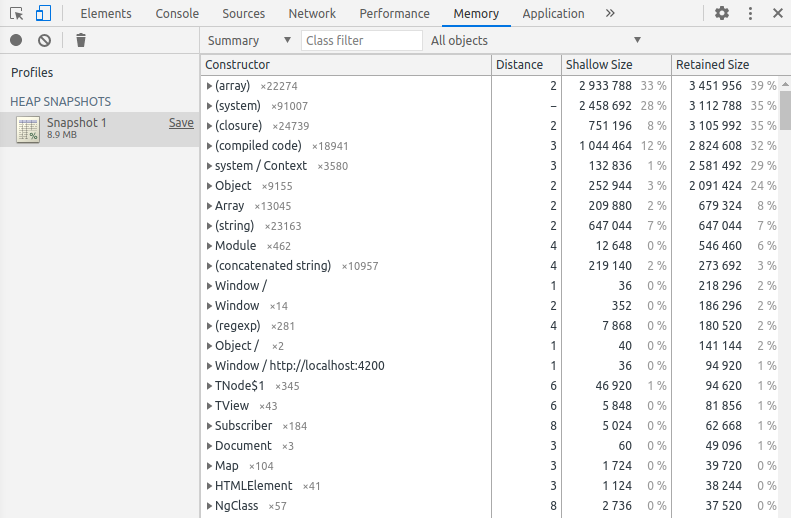 Elements Console Sources Network Performance Memory Application »
Summary ▼ Class filter All objects ▼
Profiles
HEAP SNAPSHOTS
Snapshot 1 Save
8.9 MB
Constructor Distance Shallow Size Retained Size
(array) ×22274 2 2 933 788 33 % 3 451 956 39 %
(system) ×91007 – 2 458 692 28 % 3 112 788 35 %
(closure) ×24739 2 751 196 8 % 3 105 992 35 %
(compiled code) ×18941 3 1 044 464 12 % 2 824 608 32 %
system / Context ×3580 3 132 836 1 % 2 581 492 29 %
Object ×9155 2 252 944 3 % 2 091 424 24 %
Array ×13045 2 209 880 2 % 679 324 8 %
(string) ×23163 2 647 044 7 % 647 044 7 %
Module ×462 4 12 648 0 % 546 460 6 %
(concatenated string) ×10957 4 219 140 2 % 273 692 3 %
Window / 1 36 0 % 218 296 2 %
Window ×14 2 352 0 % 186 296 2 %
(regexp) ×281 4 7 868 0 % 180 520 2 %
Object / ×2 1 40 0 % 141 144 2 %
Window / http://localhost:4200 1 36 0 % 94 920 1 %
TNode$1 ×345 6 46 920 1 % 94 620 1 %
TView ×43 6 5 848 0 % 81 856 1 %
Subscriber ×184 8 5 024 0 % 62 668 1 %
Document ×3 3 60 0 % 49 096 1 %
Map ×104 3 1 724 0 % 39 720 0 %
HTMLElement ×41 3 1 124 0 % 38 244 0 %
NgClass ×57 8 2 736 0 % 37 520 0 %